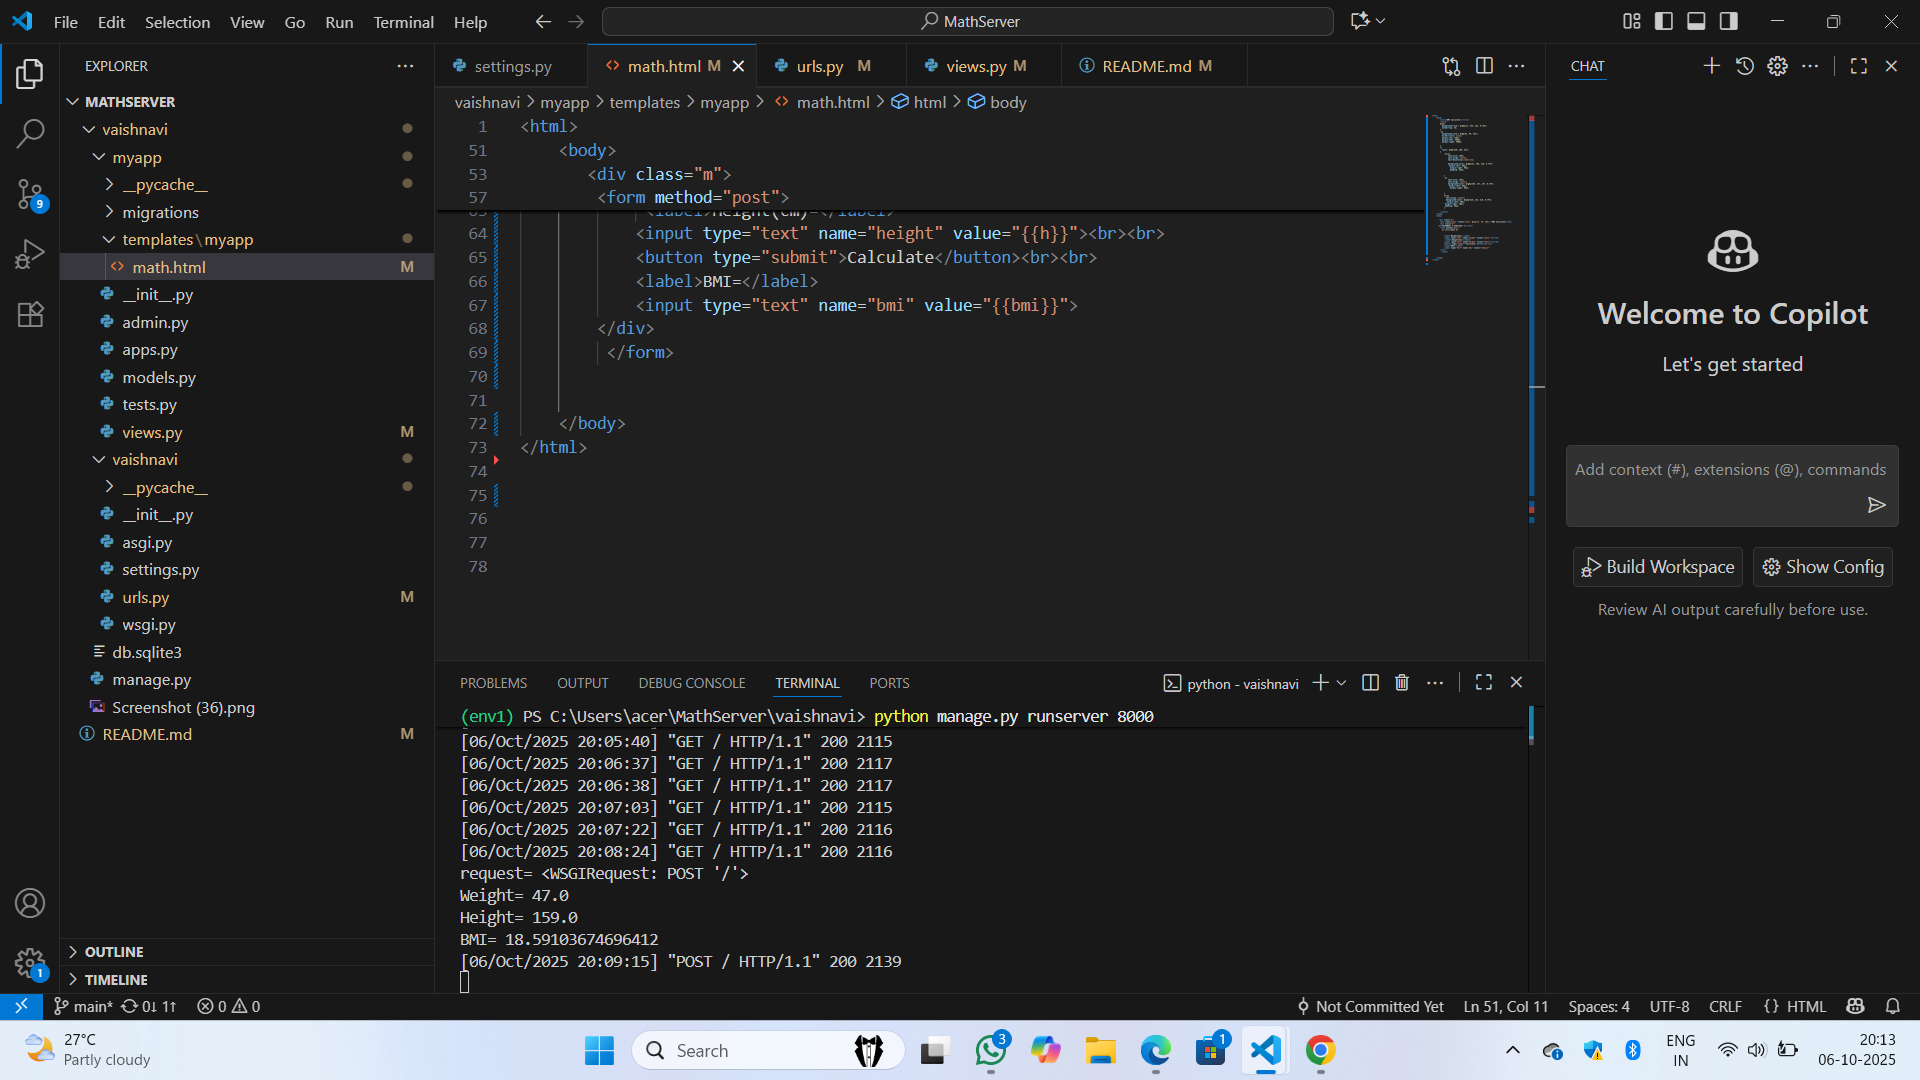 File Edit Selection View Go Run Terminal Help
MathServer
EXPLORER
MATHSERVER
vaishnavi
myapp
__pycache__
migrations
templates\myapp
math.html M
__init__.py
admin.py
apps.py
models.py
tests.py
views.py M
vaishnavi
__pycache__
__init__.py
asgi.py
settings.py
urls.py M
wsgi.py
db.sqlite3
manage.py
Screenshot (36).png
README.md M
OUTLINE
TIMELINE
9
1
settings.py
math.html M
urls.py M
views.py M
README.md M
vaishnavi > myapp > templates > myapp > math.html > html > body
1 <html>
51 <body>
53 <div class="m">
57 <form method="post">
64 <input type="text" name="height" value="{{h}}"><br><br>
65 <button type="submit">Calculate</button><br><br>
66 <label>BMI=</label>
67 <input type="text" name="bmi" value="{{bmi}}">
68 </div>
69 </form>
70
71
72 </body>
73 </html>
74
75
76
77
78
PROBLEMS OUTPUT DEBUG CONSOLE TERMINAL PORTS
python - vaishnavi
(env1) PS C:\Users\acer\MathServer\vaishnavi> python manage.py runserver 8000
[06/Oct/2025 20:05:40] "GET / HTTP/1.1" 200 2115
[06/Oct/2025 20:06:37] "GET / HTTP/1.1" 200 2117
[06/Oct/2025 20:06:38] "GET / HTTP/1.1" 200 2117
[06/Oct/2025 20:07:03] "GET / HTTP/1.1" 200 2115
[06/Oct/2025 20:07:22] "GET / HTTP/1.1" 200 2116
[06/Oct/2025 20:08:24] "GET / HTTP/1.1" 200 2116
request= <WSGIRequest: POST '/'>
Weight= 47.0
Height= 159.0
BMI= 18.59103674696412
[06/Oct/2025 20:09:15] "POST / HTTP/1.1" 200 2139
CHAT
Welcome to Copilot
Let's get started
Add context (#), extensions (@), commands
Build Workspace
Show Config
Review AI output carefully before use.
main* 0↓ 1↑ 0 0
Not Committed Yet Ln 51, Col 11 Spaces: 4 UTF-8 CRLF {} HTML
27°C
Partly cloudy
Search
3
1
ENG
IN
20:13
06-10-2025